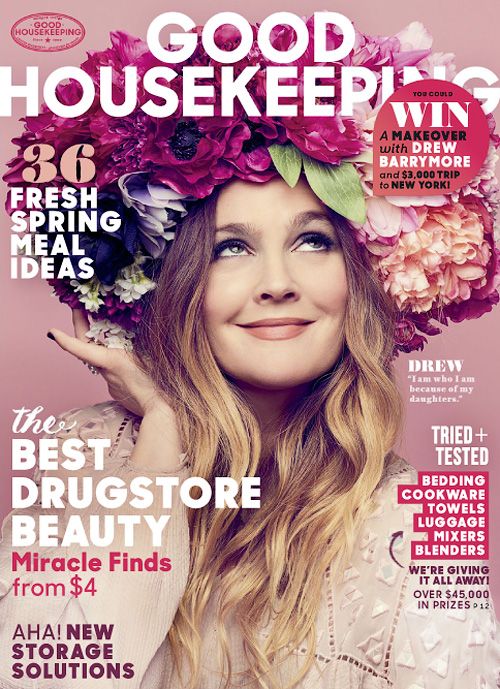 GOOD
HOUSEKEEPING
GOOD
HOUSEKEEPING
YOU COULD
WIN
A MAKEOVER
with DREW
BARRYMORE
and $3,000 TRIP
to NEW YORK!
36
FRESH
SPRING
MEAL
IDEAS
DREW
"I am who I am
because of my
daughters."
the
BEST
DRUGSTORE
BEAUTY
Miracle Finds
from $4
TRIED+
TESTED
BEDDING
COOKWARE
TOWELS
LUGGAGE
MIXERS
BLENDERS
WE'RE GIVING
IT ALL AWAY!
OVER $45,000
IN PRIZES P 12
AHA! NEW
STORAGE
SOLUTIONS